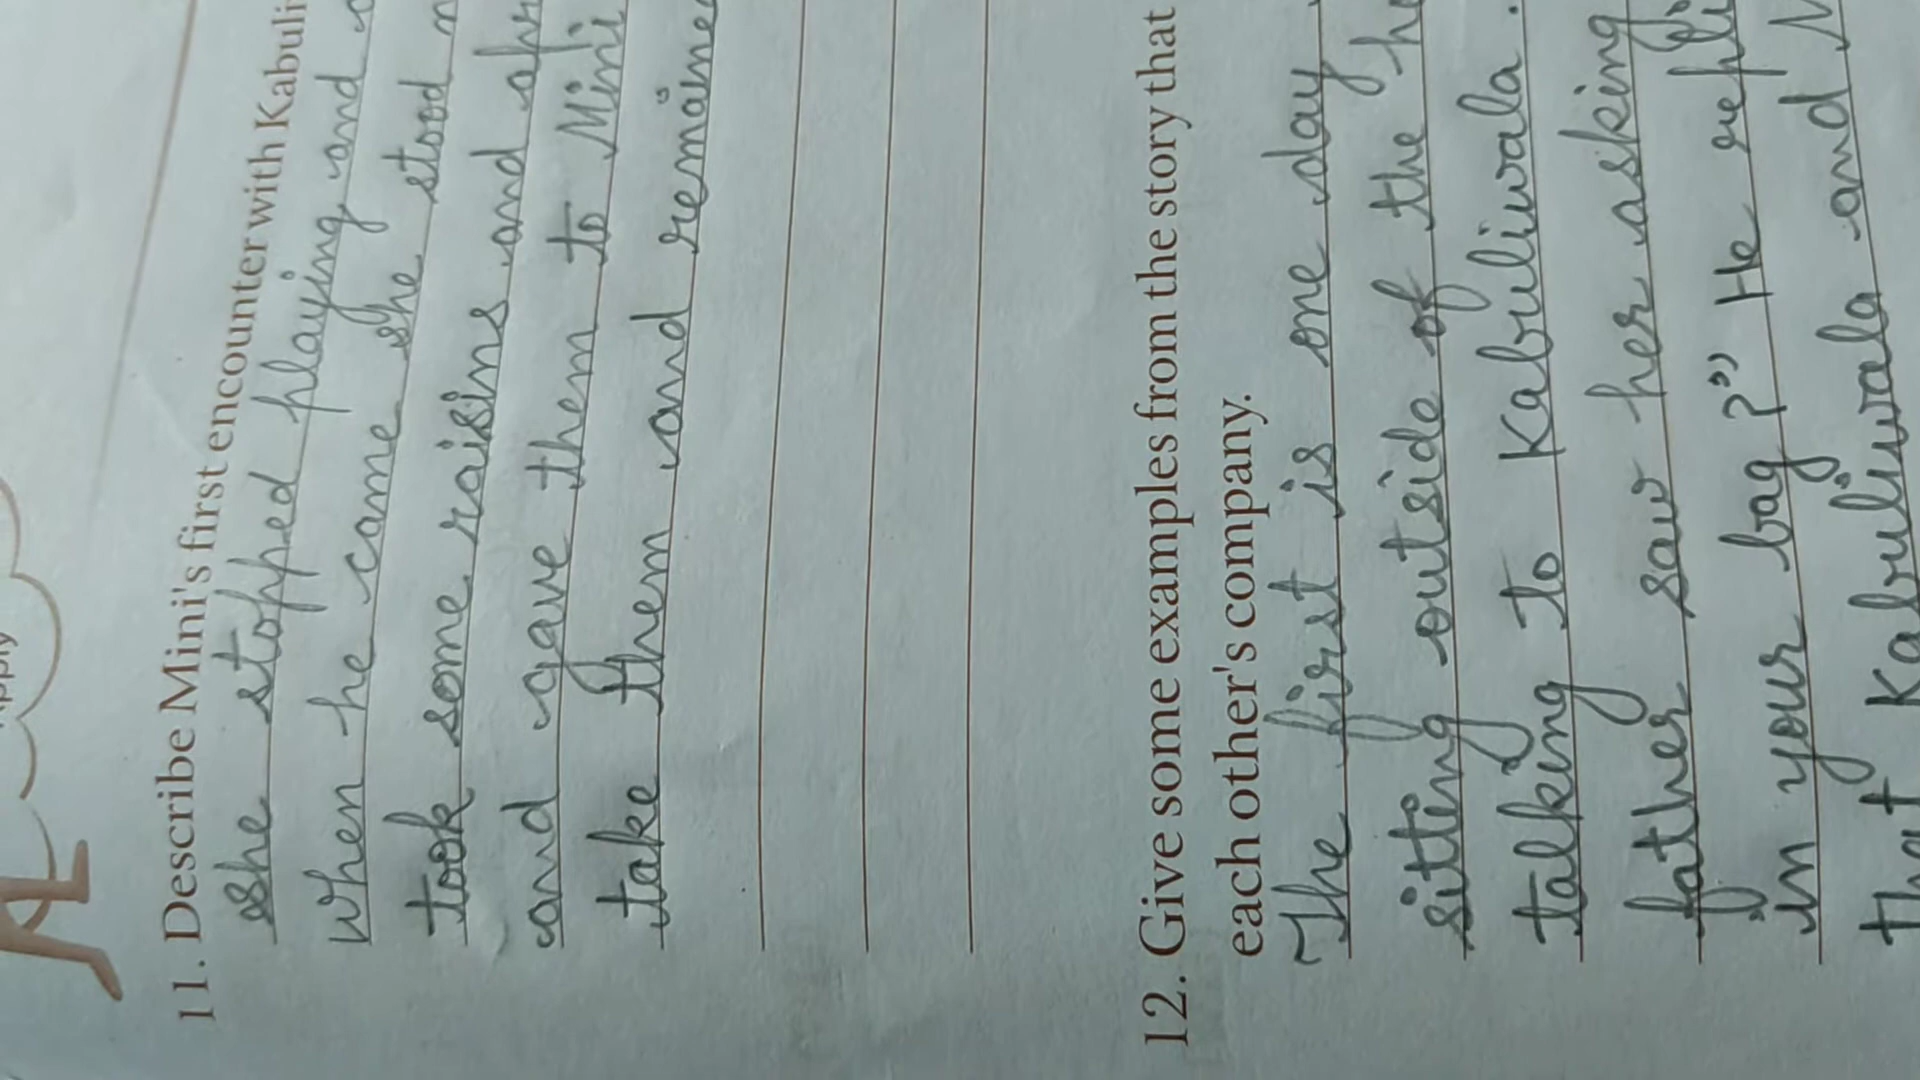 11. Describe Mini's first encounter with Kabuli
she stopped playing and
when he came she stood
took some raisins and
and gave them to Mini
take them and remaine
12. Give some examples from the story that
each other's company.
The first is one day
sitting outside of the
talking to Kabuliwala.
father saw her asking
in your bag?" He repli
that Kabuliwala and